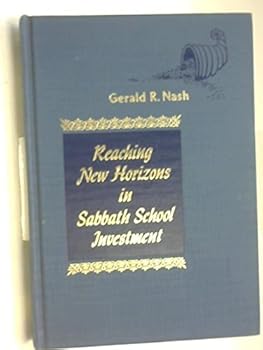 Gerald R. Nash
Reaching
New Horizons
in
Sabbath School
Investment